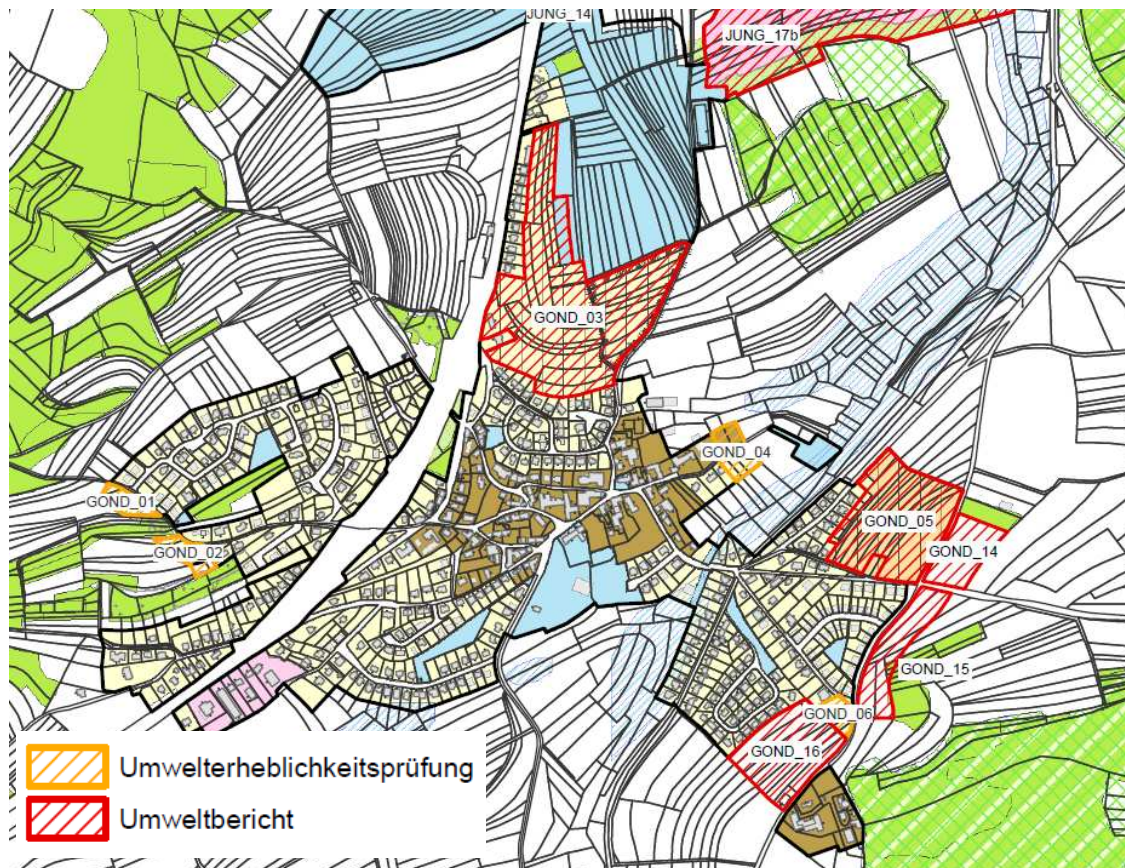 JUNG_14
JUNG_17b
GOND_03
GOND_04
GOND_01
GOND_05
GOND_02
GOND_14
GOND_15
GOND_06
GOND_16
Umwelterheblichkeitsprüfung
Umweltbericht